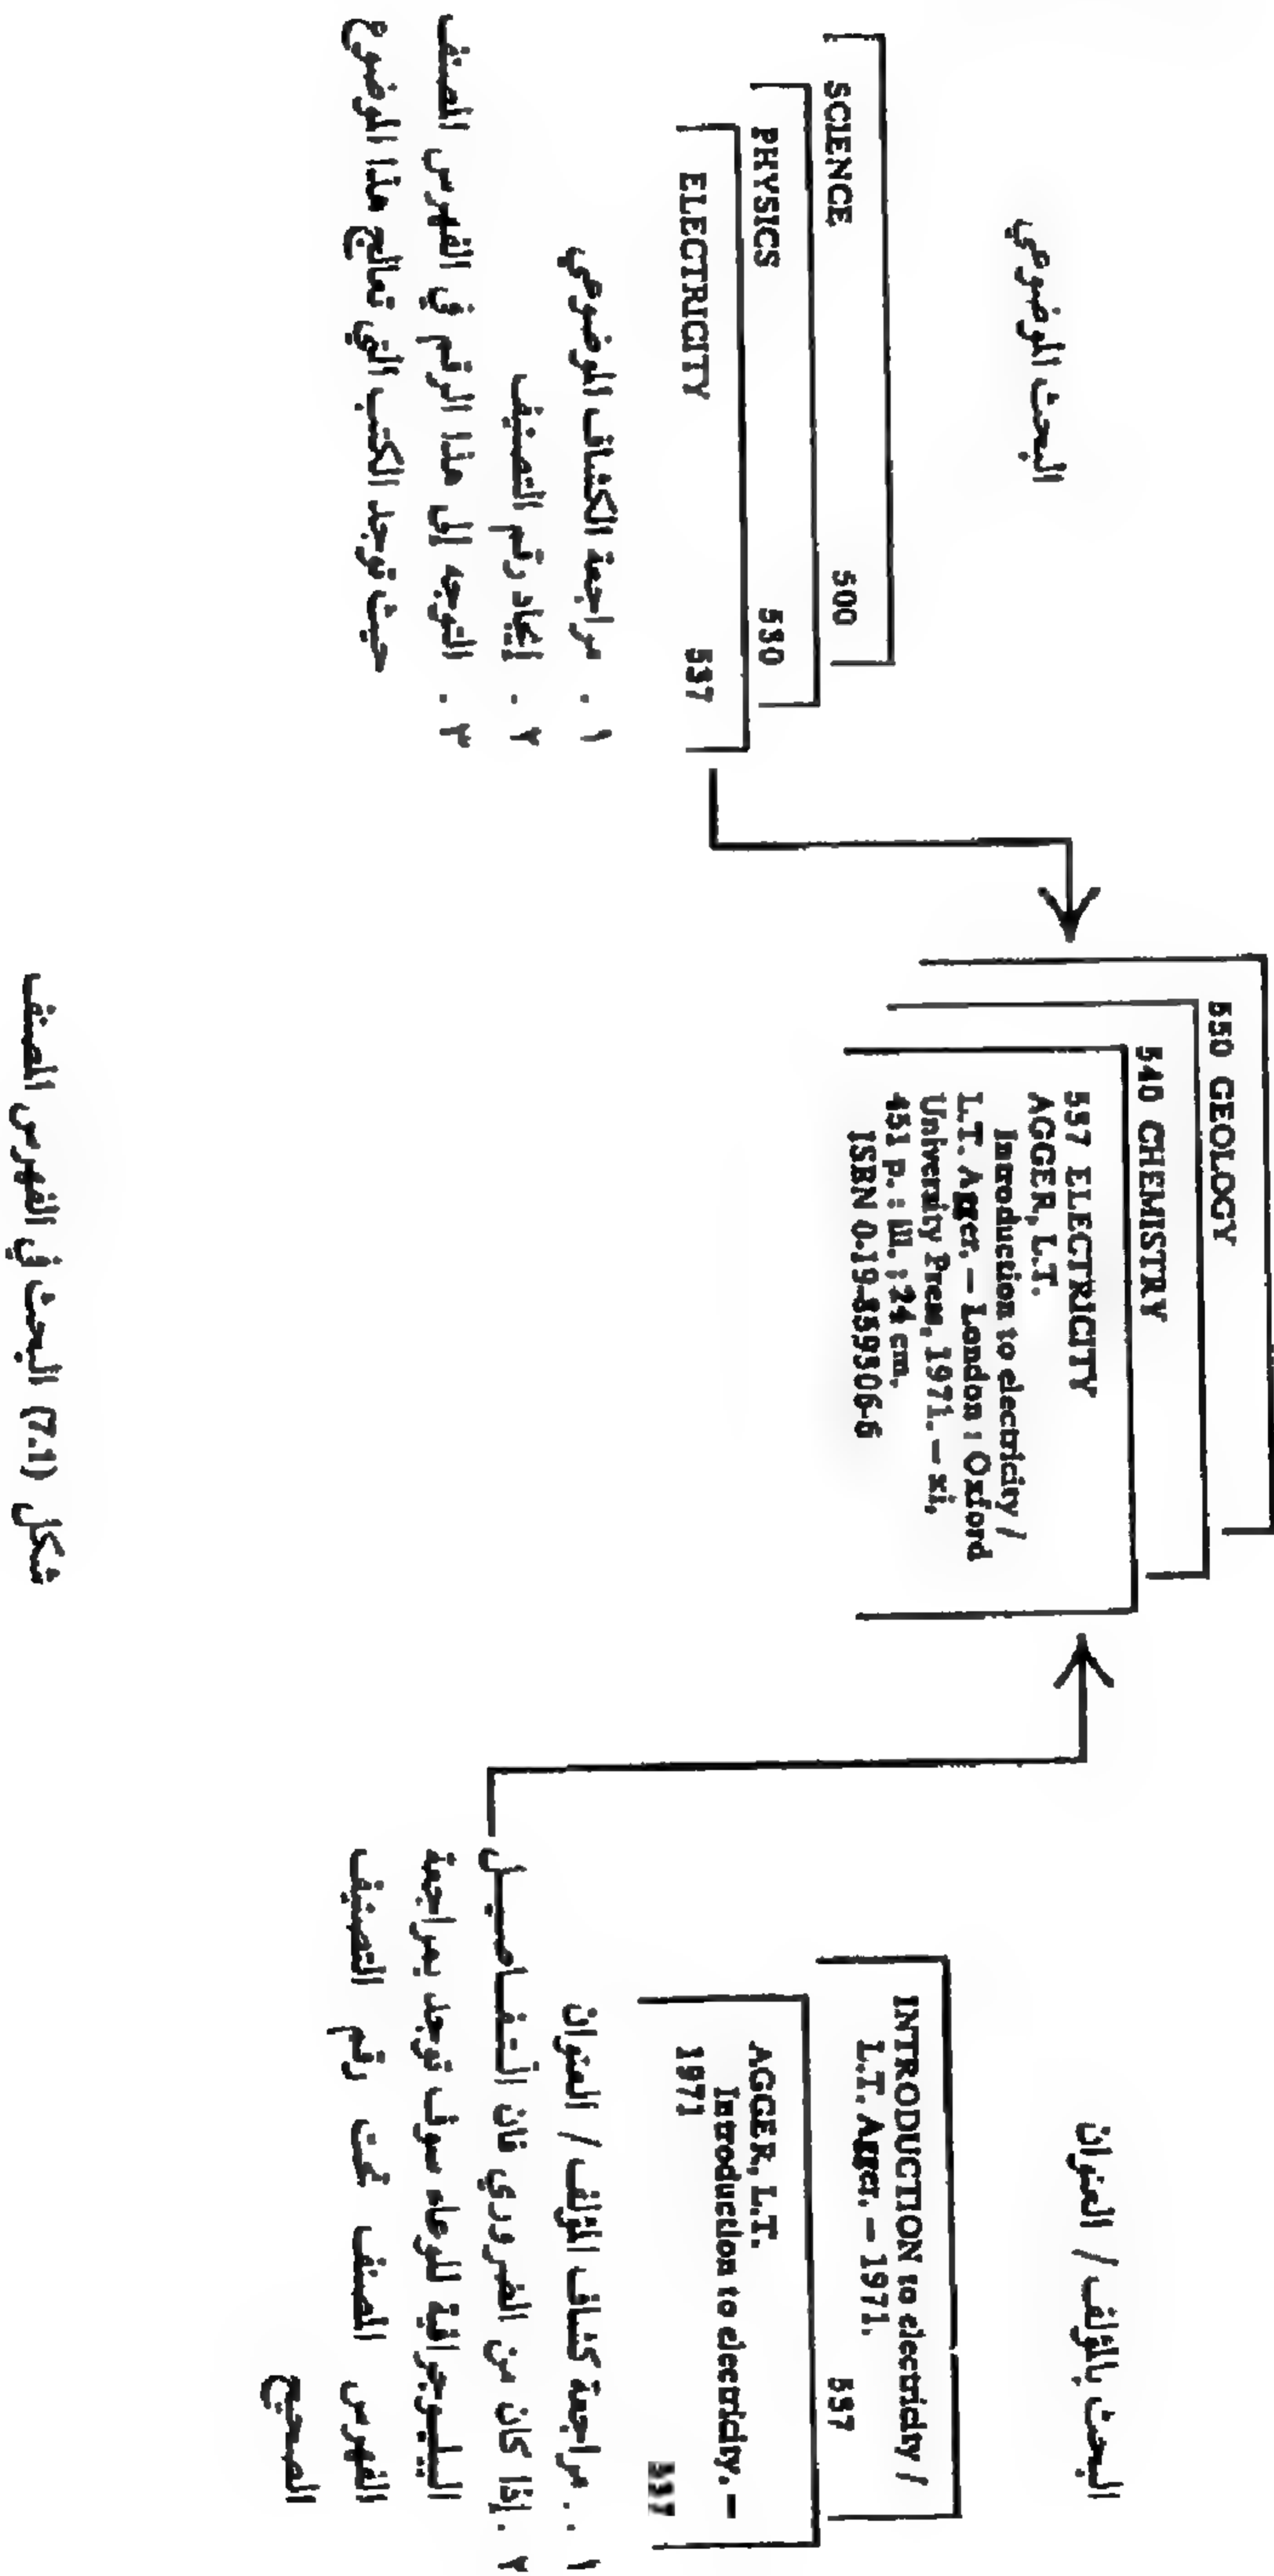 البحث الموضوعي
SCIENCE 500
PHYSICS 530
ELECTRICITY 537
١ . مراجعة الكشاف الموضوعي
٢ . إيجاد رقم التصنيف
٣ . التوجه إلى هذا الرقم في الفهرس المصنف
حيث توجد الكتب التي تعالج هذا الموضوع
550 GEOLOGY
540 CHEMISTRY
537 ELECTRICITY
AGGER, L.T.
Introduction to electricity /
L.T. Agger. — London : Oxford
University Press, 1971. — xi,
451 p. : ill. ; 24 cm.
ISBN 0-19-859506-6
البحث بالمؤلف / العنوان
INTRODUCTION to electricity /
L.T. Agger. — 1971.
537
AGGER, L.T.
Introduction to electricity. —
1971
537
١ . مراجعة كشاف المؤلف / العنوان
٢ . إذا كان من الضروري فان التفاصيل
الببليوجرافية للوعاء سوف توجد بمراجعة
الفهرس المصنف تحت رقم التصنيف
الصحيح
شكل (7.1) البحث في الفهرس المصنف